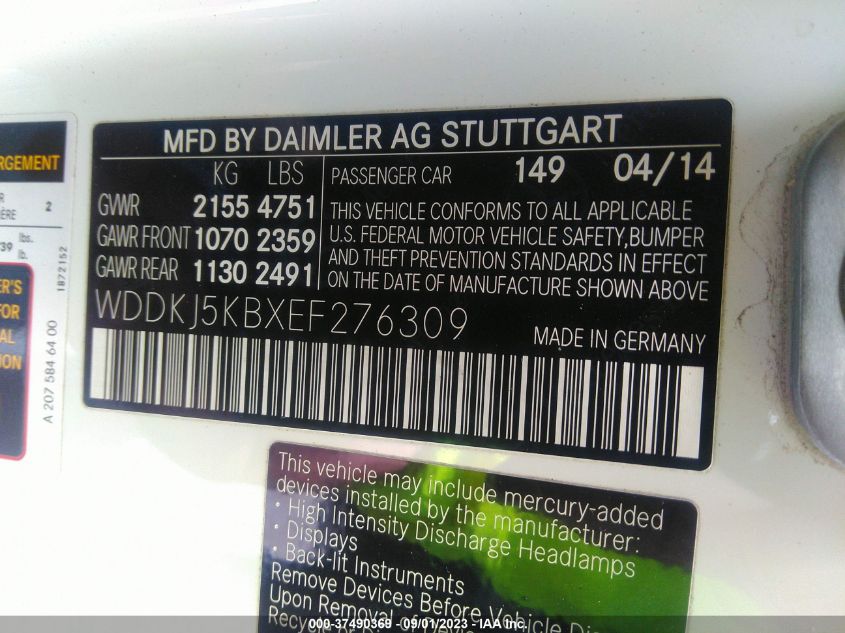 MFD BY DAIMLER AG STUTTGART
KG LBS
GVWR 2155 4751
GAWR FRONT 1070 2359
GAWR REAR 1130 2491
PASSENGER CAR 149 04/14
THIS VEHICLE CONFORMS TO ALL APPLICABLE
U.S. FEDERAL MOTOR VEHICLE SAFETY,BUMPER
AND THEFT PREVENTION STANDARDS IN EFFECT
ON THE DATE OF MANUFACTURE SHOWN ABOVE
WDDKJ5KBXEF276309
MADE IN GERMANY
2
lbs.
lb.
1872152
FOR
A 207 584 64 00
This vehicle may include mercury-added
devices installed by the manufacturer:
· High Intensity Discharge Headlamps
· Displays
· Back-lit Instruments
Remove Devices Before Vehicle
Upon Removal of
000-37490369 - 09/01/2023 - IAA Inc.